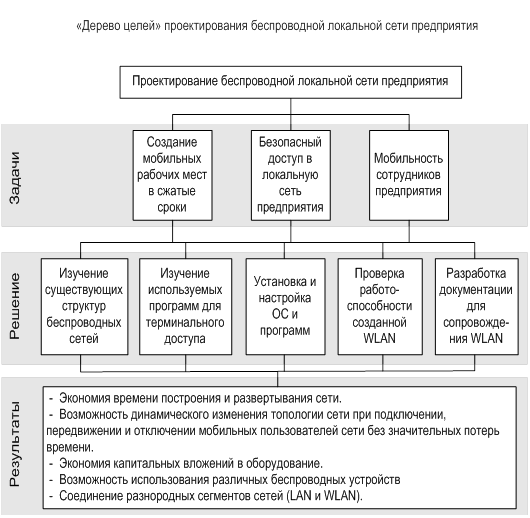 «Дерево целей» проектирования беспроводной локальной сети предприятия
Проектирование беспроводной локальной сети предприятия
Задачи
Создание
мобильных
рабочих мест
в сжатые
сроки
Безопасный
доступ в
локальную
сеть
предприятия
Мобильность
сотрудников
предприятия
Решение
Изучение
существующих
структур
беспроводных
сетей
Изучение
используемых
программ для
терминального
доступа
Установка и
настройка
ОС и
программ
Проверка
работо-
способности
созданной
WLAN
Разработка
документации
для
сопровожде-
ния WLAN
Результаты
- Экономия времени построения и развертывания сети.
- Возможность динамического изменения топологии сети при подключении,
передвижении и отключении мобильных пользователей сети без значительных потерь
времени.
- Экономия капитальных вложений в оборудование.
- Возможность использования различных беспроводных устройств
- Соединение разнородных сегментов сетей (LAN и WLAN).